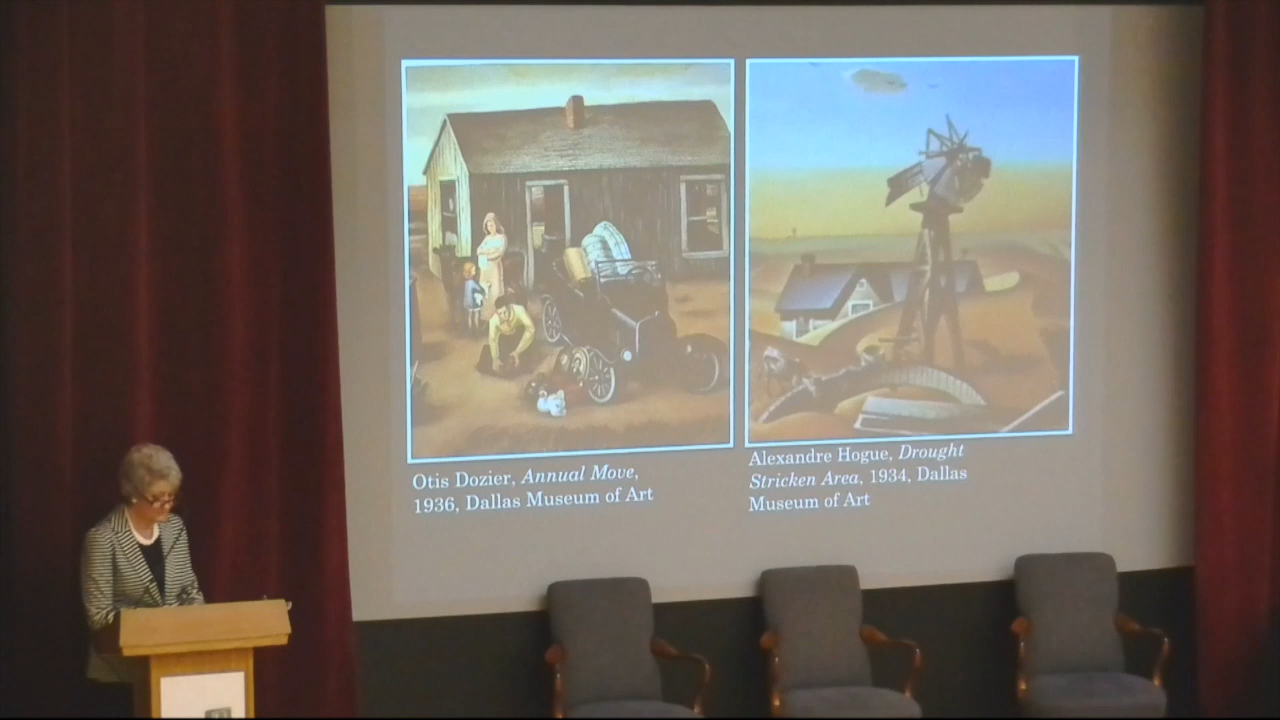 Otis Dozier, Annual Move,
1936, Dallas Museum of Art
Alexandre Hogue, Drought
Stricken Area, 1934, Dallas
Museum of Art